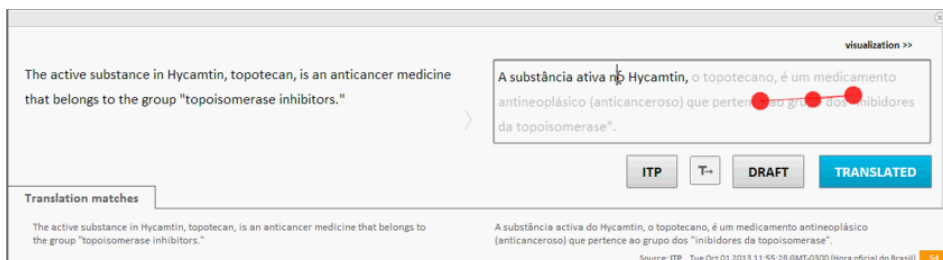 visualization >>
The active substance in Hycamtin, topotecan, is an anticancer medicine
that belongs to the group "topoisomerase inhibitors."
A substância ativa no Hycamtin, o topotecano, é um medicamento
antineoplásico (anticanceroso) que pertence ao grupo dos "inibidores
da topoisomerase".
ITP
T→
DRAFT
TRANSLATED
Translation matches
The active substance in Hycamtin, topotecan, is an anticancer medicine that belongs to
the group "topoisomerase inhibitors."
A substância activa do Hycamtin, o topotecano, é um medicamento antineoplásico
(anticanceroso) que pertence ao grupo dos "inibidores da topoisomerase".
Source: ITP Tue Oct 01 2013 11:55:28 GMT-0300 (Hora oficial do Brasil) 54